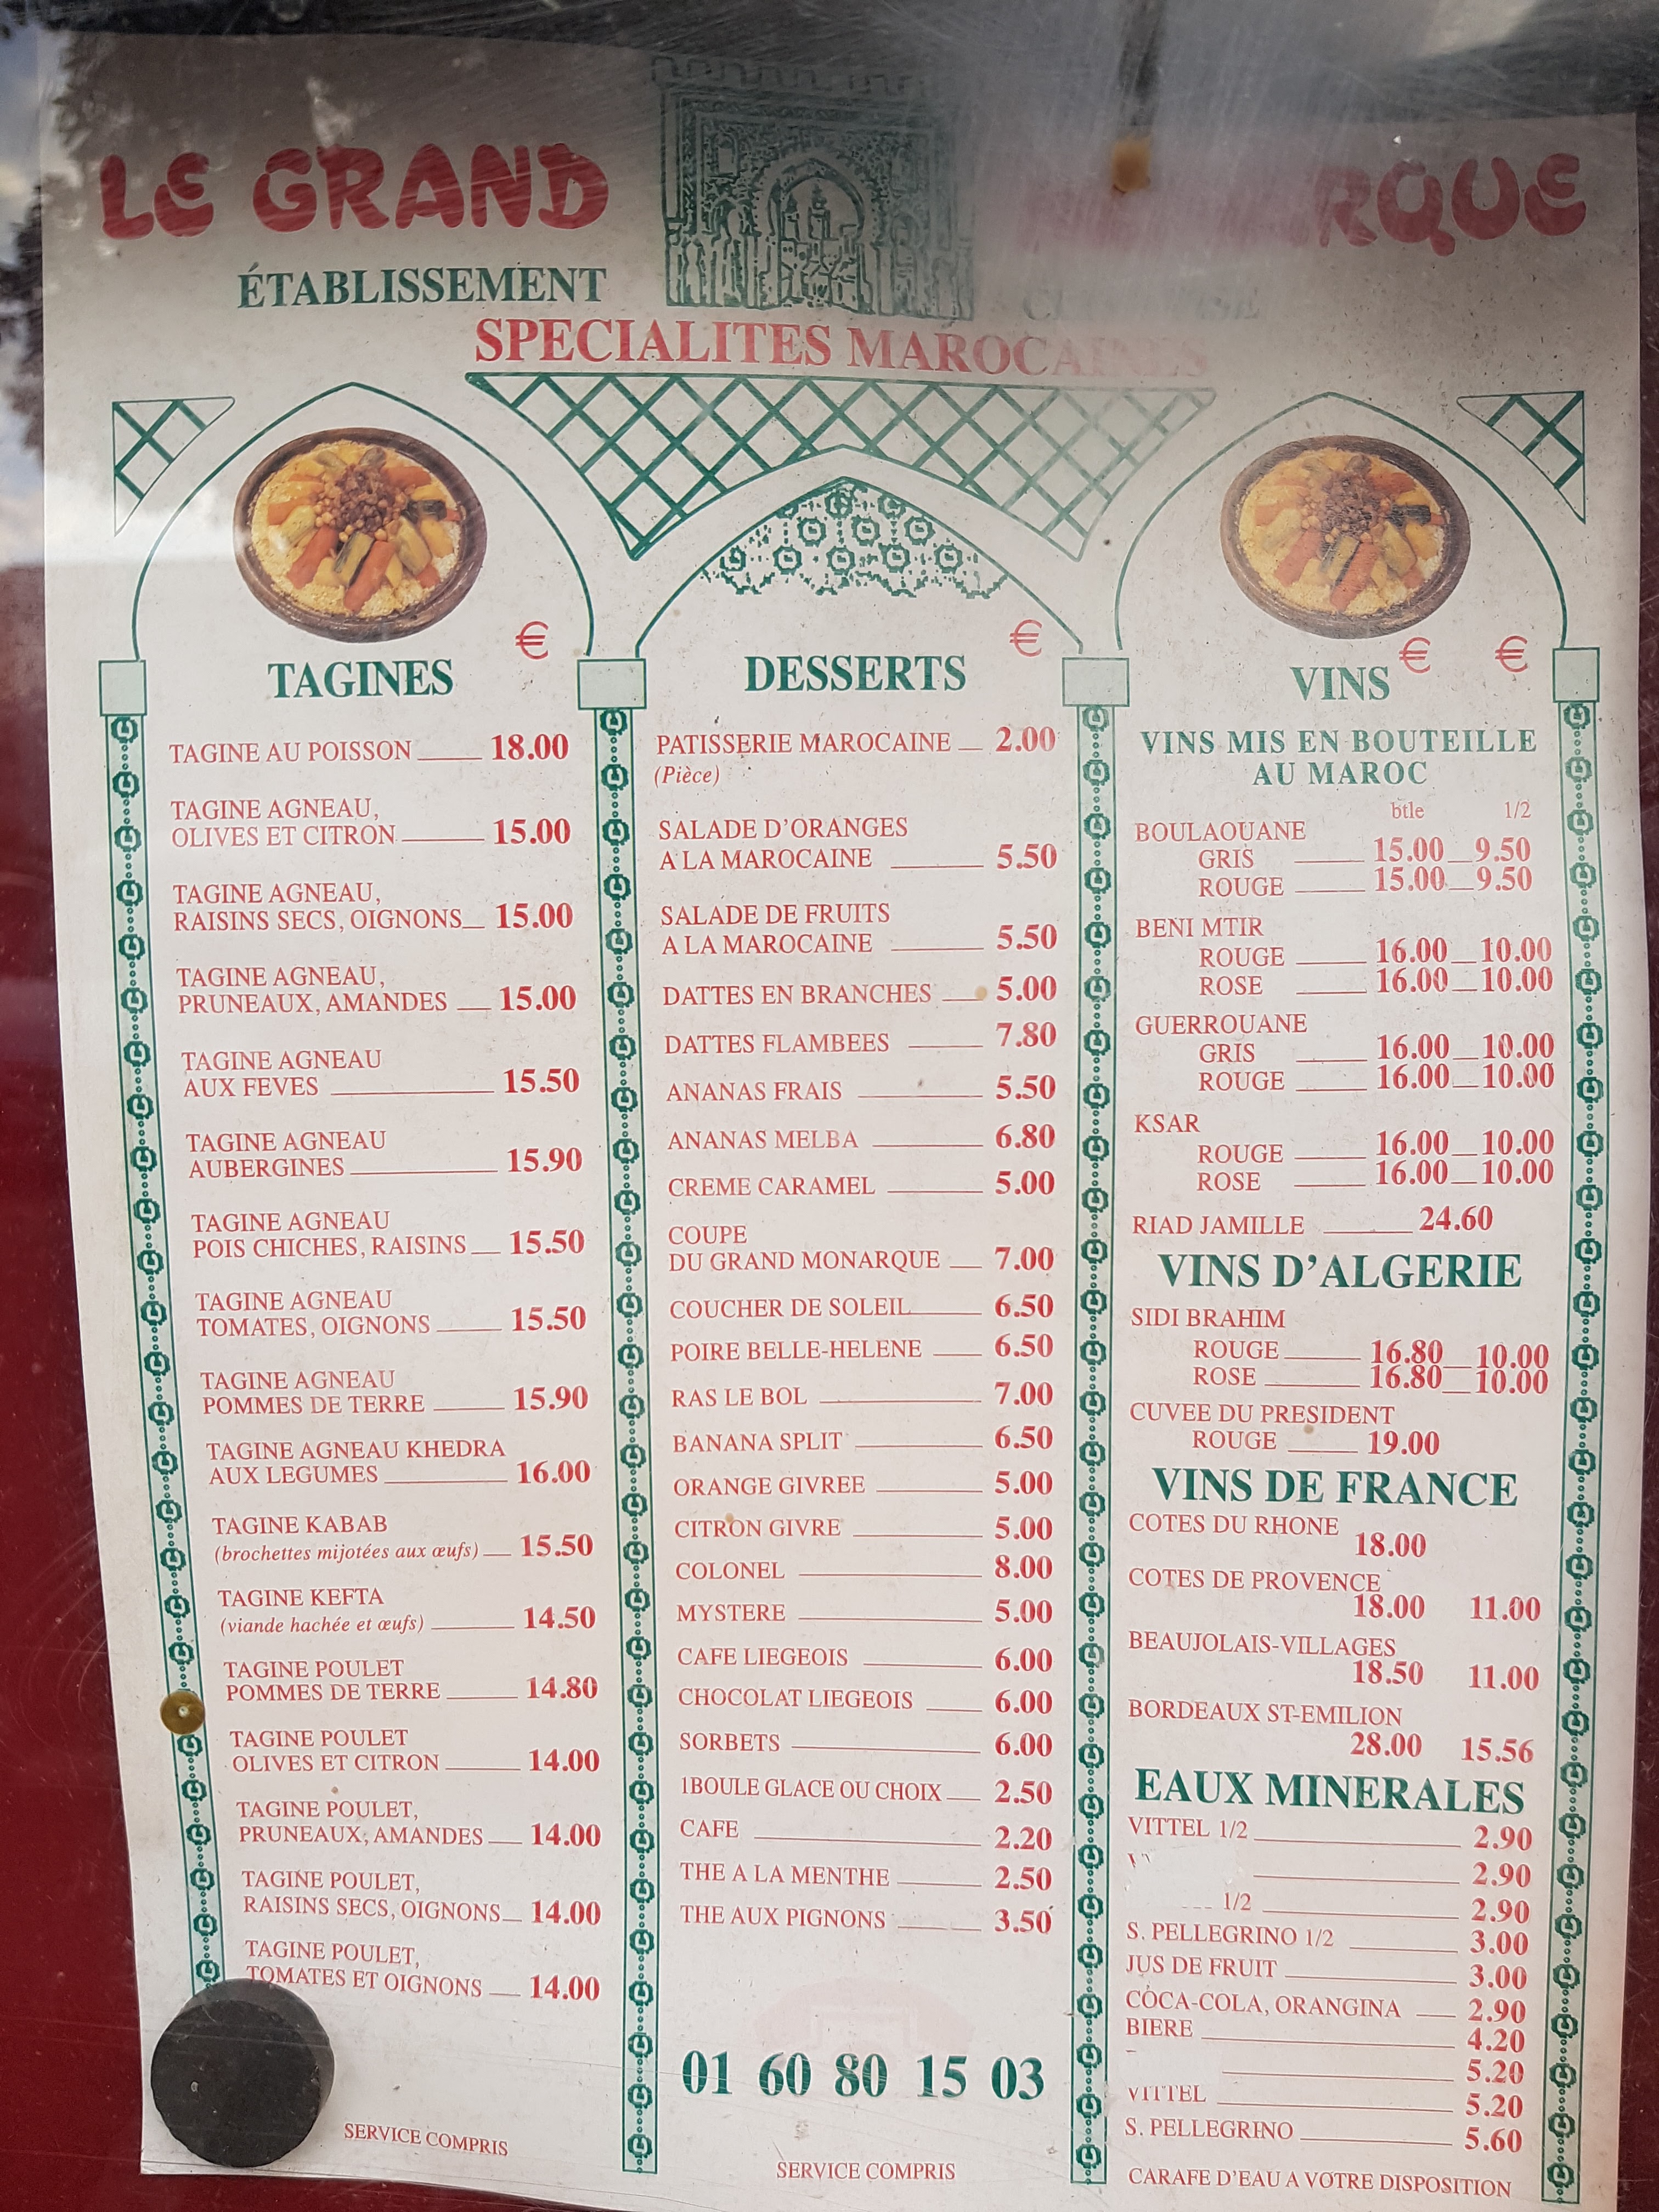 LE GRAND
RQUE
ÉTABLISSEMENT
SPECIALITES MAROCAINES
€
TAGINES
TAGINE AU POISSON 18.00
TAGINE AGNEAU,
OLIVES ET CITRON 15.00
TAGINE AGNEAU,
RAISINS SECS, OIGNONS 15.00
TAGINE AGNEAU,
PRUNEAUX, AMANDES 15.00
TAGINE AGNEAU
AUX FEVES 15.50
TAGINE AGNEAU
AUBERGINES 15.90
TAGINE AGNEAU
POIS CHICHES, RAISINS 15.50
TAGINE AGNEAU
TOMATES, OIGNONS 15.50
TAGINE AGNEAU
POMMES DE TERRE 15.90
TAGINE AGNEAU KHEDRA
AUX LEGUMES 16.00
TAGINE KABAB
(brochettes mijotées aux œufs) 15.50
TAGINE KEFTA
(viande hachée et œufs) 14.50
TAGINE POULET
POMMES DE TERRE 14.80
TAGINE POULET
OLIVES ET CITRON 14.00
TAGINE POULET,
PRUNEAUX, AMANDES 14.00
TAGINE POULET,
RAISINS SECS, OIGNONS 14.00
TAGINE POULET,
TOMATES ET OIGNONS 14.00
SERVICE COMPRIS
€
DESSERTS
PATISSERIE MAROCAINE 2.00
(Pièce)
SALADE D'ORANGES
A LA MAROCAINE 5.50
SALADE DE FRUITS
A LA MAROCAINE 5.50
DATTES EN BRANCHES 5.00
DATTES FLAMBEES 7.80
ANANAS FRAIS 5.50
ANANAS MELBA 6.80
CREME CARAMEL 5.00
COUPE
DU GRAND MONARQUE 7.00
COUCHER DE SOLEIL 6.50
POIRE BELLE-HELENE 6.50
RAS LE BOL 7.00
BANANA SPLIT 6.50
ORANGE GIVREE 5.00
CITRON GIVRE 5.00
COLONEL 8.00
MYSTERE 5.00
CAFE LIEGEOIS 6.00
CHOCOLAT LIEGEOIS 6.00
SORBETS 6.00
1BOULE GLACE OU CHOIX 2.50
CAFE 2.20
THE A LA MENTHE 2.50
THE AUX PIGNONS 3.50
01 60 80 15 03
SERVICE COMPRIS
€ €
VINS
VINS MIS EN BOUTEILLE
AU MAROC
btle 1/2
BOULAOUANE
GRIS 15.00 9.50
ROUGE 15.00 9.50
BENI MTIR
ROUGE 16.00 10.00
ROSE 16.00 10.00
GUERROUANE
GRIS 16.00 10.00
ROUGE 16.00 10.00
KSAR
ROUGE 16.00 10.00
ROSE 16.00 10.00
RIAD JAMILLE 24.60
VINS D'ALGERIE
SIDI BRAHIM
ROUGE 16.80 10.00
ROSE 16.80 10.00
CUVEE DU PRESIDENT
ROUGE 19.00
VINS DE FRANCE
COTES DU RHONE
18.00
COTES DE PROVENCE
18.00 11.00
BEAUJOLAIS-VILLAGES
18.50 11.00
BORDEAUX ST-EMILION
28.00 15.56
EAUX MINERALES
VITTEL 1/2 2.90
2.90
1/2 2.90
S. PELLEGRINO 1/2 3.00
JUS DE FRUIT 3.00
COCA-COLA, ORANGINA 2.90
BIERE 4.20
5.20
VITTEL 5.20
S. PELLEGRINO 5.60
CARAFE D'EAU A VOTRE DISPOSITION